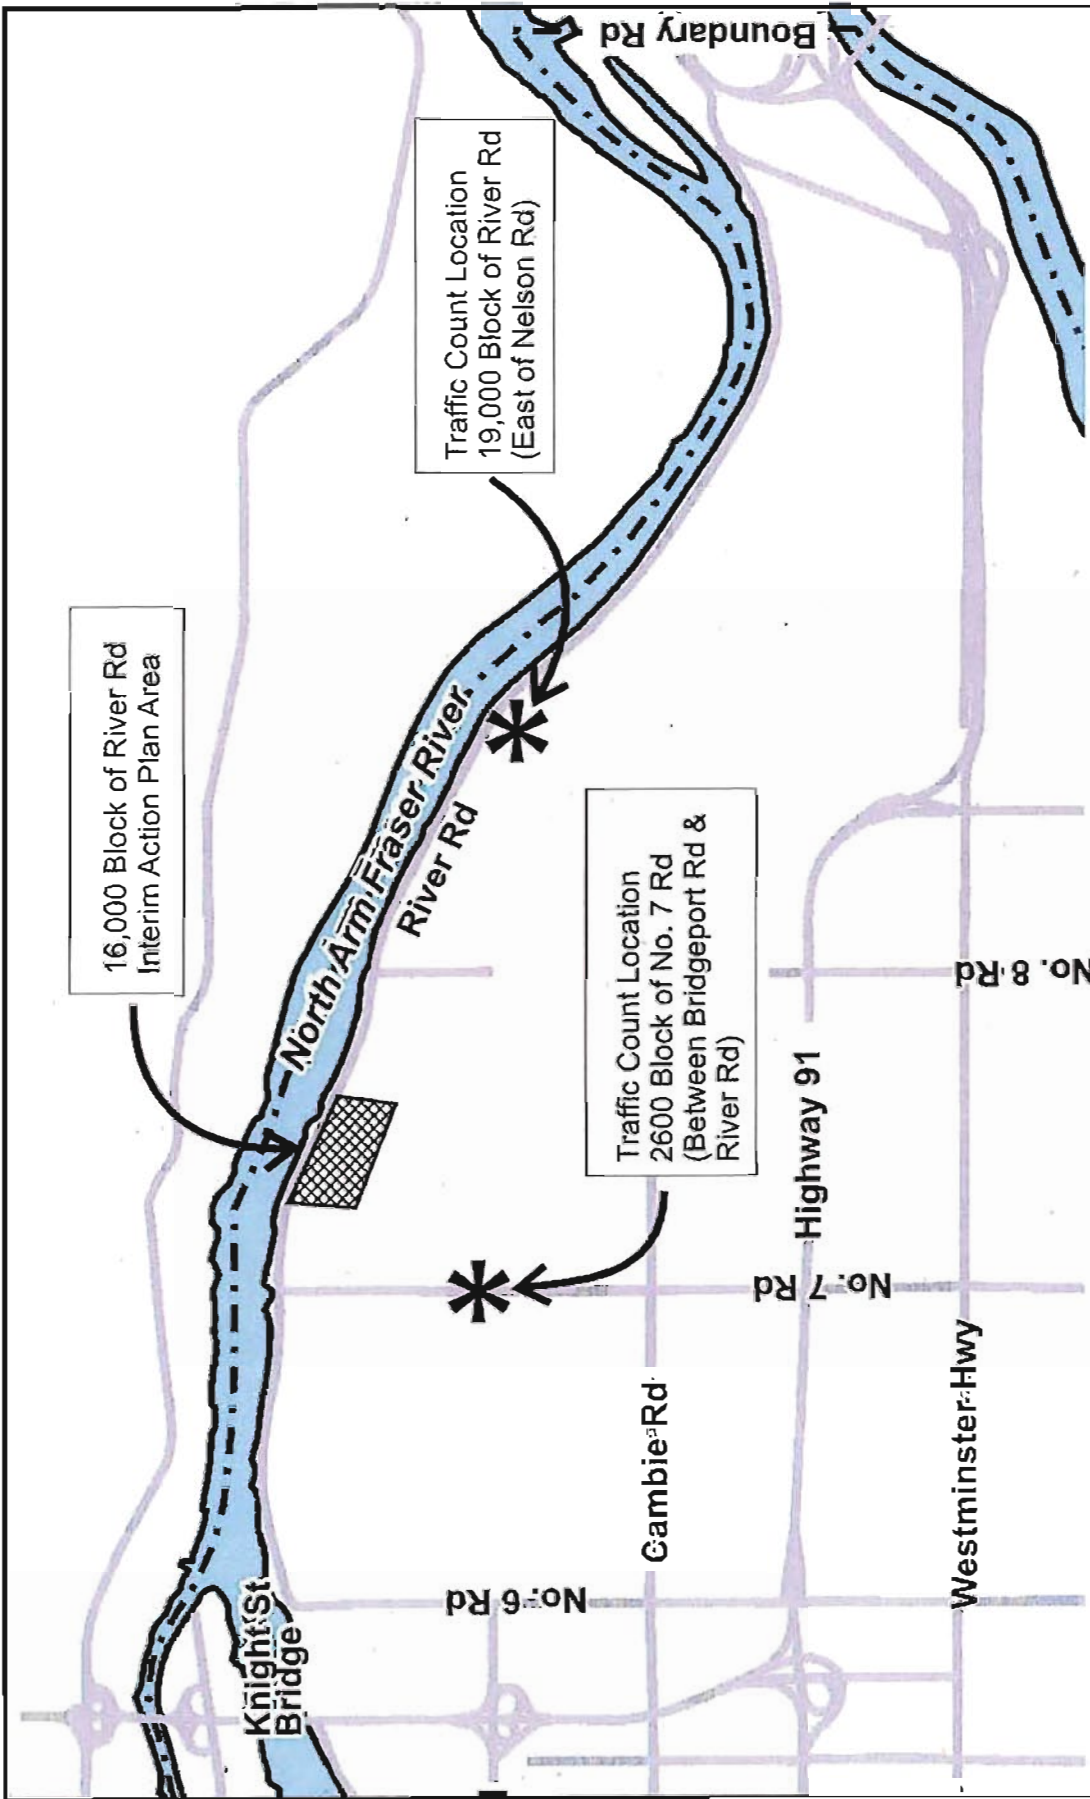 16,000 Block of River Rd
Interim Action Plan Area
Traffic Count Location
19,000 Block of River Rd
(East of Nelson Rd)
Boundary Rd
North Arm Fraser River
River Rd
Traffic Count Location
2600 Block of No. 7 Rd
(Between Bridgeport Rd &
River Rd)
Knight St
Bridge
No. 6 Rd
Cambie Rd
No. 7 Rd
Highway 91
No. 8 Rd
Westminster Hwy